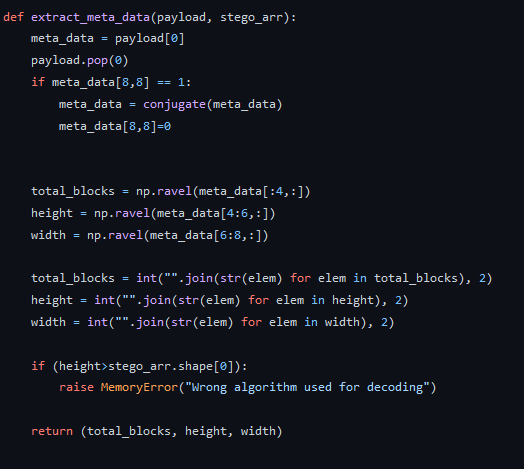 def extract_meta_data(payload, stego_arr):
    meta_data = payload[0]
    payload.pop(0)
    if meta_data[8,8] == 1:
        meta_data = conjugate(meta_data)
        meta_data[8,8]=0
    total_blocks = np.ravel(meta_data[:4,:])
    height = np.ravel(meta_data[4:6,:])
    width = np.ravel(meta_data[6:8,:])
    total_blocks = int("".join(str(elem) for elem in total_blocks), 2)
    height = int("".join(str(elem) for elem in height), 2)
    width = int("".join(str(elem) for elem in width), 2)
    if (height>stego_arr.shape[0]):
        raise MemoryError("Wrong algorithm used for decoding")
    return (total_blocks, height, width)